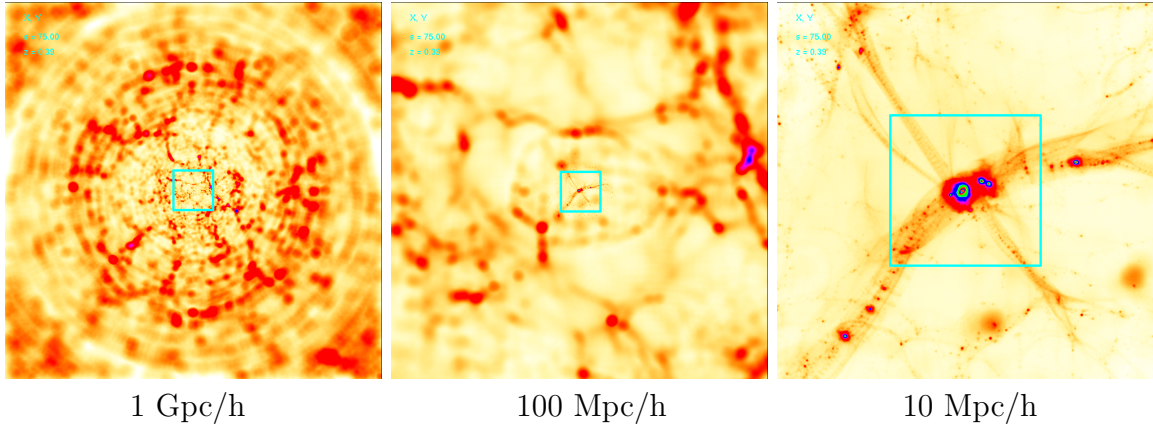 X, Y
s = 75.00
z = 0.39
X, Y
s = 75.00
z = 0.39
X, Y
s = 75.00
z = 0.39
1 Gpc/h
100 Mpc/h
10 Mpc/h